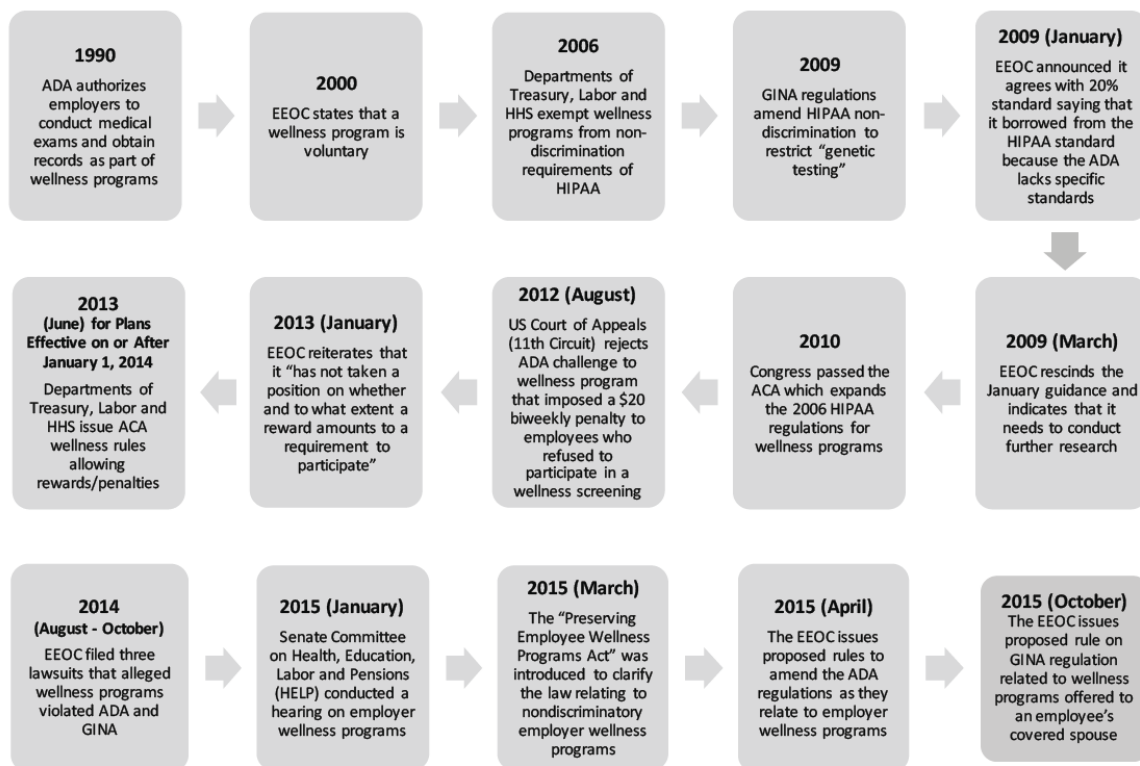 1990
ADA authorizes
employers to
conduct medical
exams and obtain
records as part of
wellness programs
2000
EEOC states that a
wellness program is
voluntary
2006
Departments of
Treasury, Labor and
HHS exempt wellness
programs from non-
discrimination
requirements of
HIPAA
2009
GINA regulations
amend HIPAA non-
discrimination to
restrict “genetic
testing”
2009 (January)
EEOC announced it
agrees with 20%
standard saying that
it borrowed from
the HIPAA standard
because the ADA
lacks specific
standards
2009 (March)
EEOC rescinds the
January guidance and
indicates that it
needs to conduct
further research
2010
Congress passed the
ACA which expands
the 2006 HIPAA
regulations for
wellness programs
2012 (August)
US Court of Appeals
(11th Circuit) rejects
ADA challenge to
wellness program
that imposed a $20
biweekly penalty to
employees who
refused to
participate in a
wellness screening
2013 (January)
EEOC reiterates that
it “has not taken a
position on whether
and to what extent a
reward amounts to a
requirement to
participate”
2013
(June) for Plans
Effective on or After
January 1, 2014
Departments of
Treasury, Labor and
HHS issue ACA
wellness rules
allowing
rewards/penalties
2014
(August - October)
EEOC filed three
lawsuits that alleged
wellness programs
violated ADA and
GINA
2015 (January)
Senate Committee
on Health, Education,
Labor and Pensions
(HELP) conducted a
hearing on employer
wellness programs
2015 (March)
The “Preserving
Employee Wellness
Programs Act” was
introduced to clarify
the law relating to
nondiscriminatory
employer wellness
programs
2015 (April)
The EEOC issues
proposed rules to
amend the ADA
regulations as they
relate to employer
wellness programs
2015 (October)
The EEOC issues
proposed rule on
GINA regulation
related to wellness
programs offered to
an employee’s
covered spouse